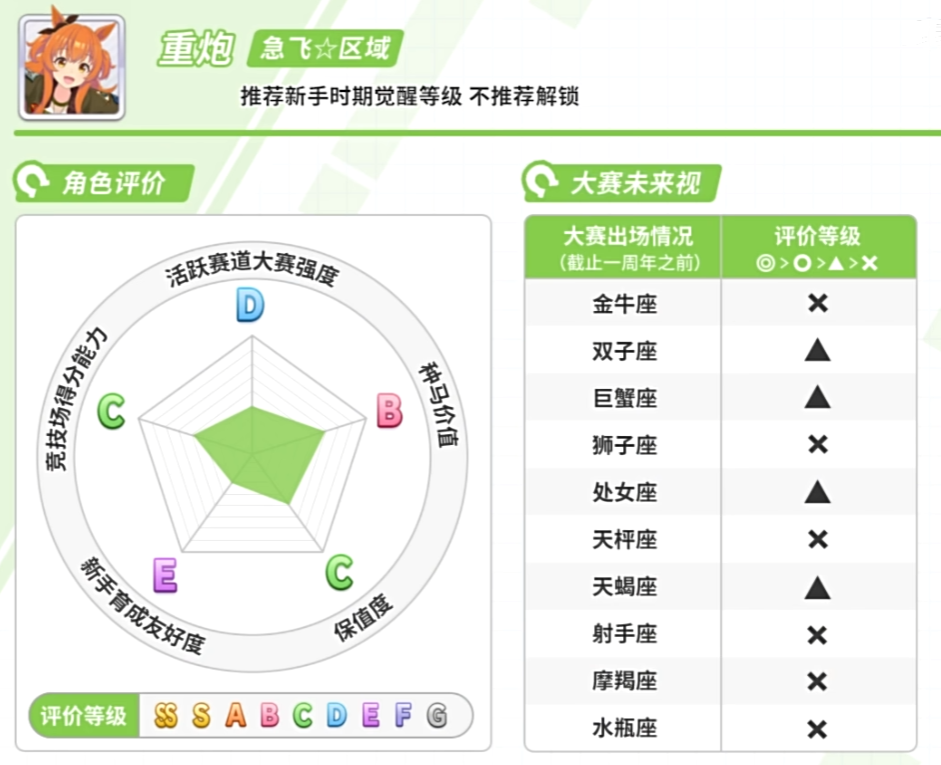 重炮 急飞☆区域
推荐新手时期觉醒等级 不推荐解锁
角色评价
活跃赛道大赛强度
D
种马价值
B
保值度
C
新手育成友好度
E
竞技场得分能力
C
评价等级 SS S A B C D E F G
大赛未来视
大赛出场情况 评价等级
(截止一周年之前) ◎>○>▲>✖
金牛座 ✖
双子座 ▲
巨蟹座 ▲
狮子座 ✖
处女座 ▲
天枰座 ✖
天蝎座 ▲
射手座 ✖
摩羯座 ✖
水瓶座 ✖